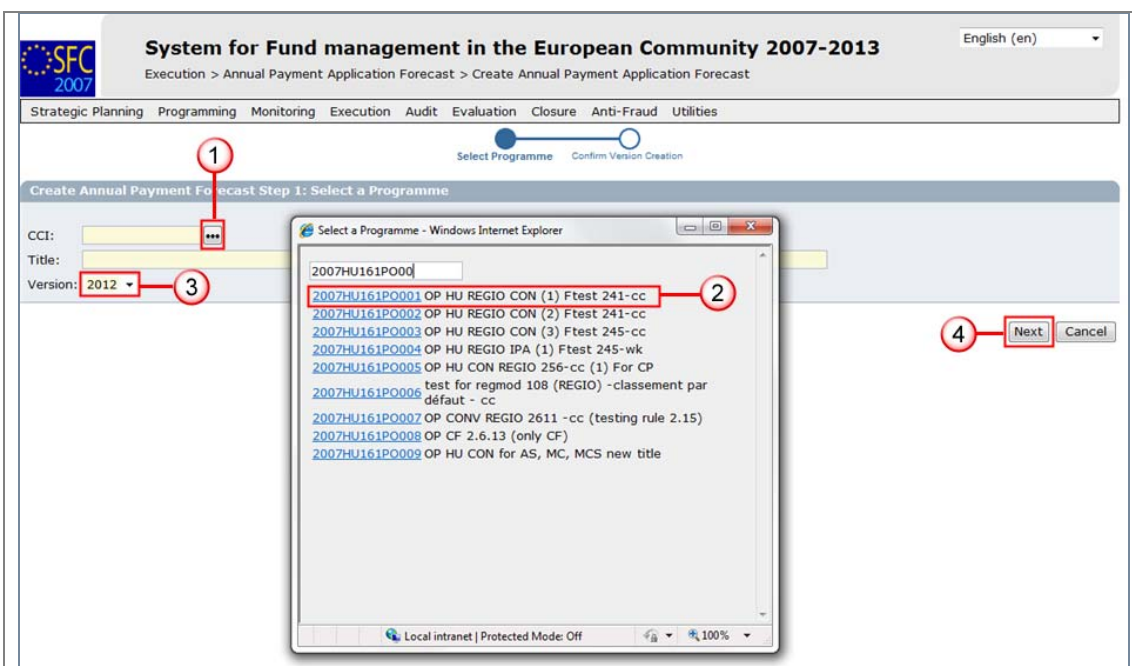 SFC
2007
System for Fund management in the European Community 2007-2013
English (en)
Execution > Annual Payment Application Forecast > Create Annual Payment Application Forecast
Strategic Planning Programming Monitoring Execution Audit Evaluation Closure Anti-Fraud Utilities
Select Programme Confirm Version Creation
1
Create Annual Payment Forecast Step 1: Select a Programme
CCI: ...
Title:
Version: 2012
3
Select a Programme - Windows Internet Explorer
2007HU161PO00
2007HU161PO001 OP HU REGIO CON (1) Ftest 241-cc
2
2007HU161PO002 OP HU REGIO CON (2) Ftest 241-cc
2007HU161PO003 OP HU REGIO CON (3) Ftest 245-cc
2007HU161PO004 OP HU REGIO IPA (1) Ftest 245-wk
2007HU161PO005 OP HU CON REGIO 256-cc (1) For CP
2007HU161PO006 test for regmod 108 (REGIO) -classement par
défaut - cc
2007HU161PO007 OP CONV REGIO 2611 -cc (testing rule 2.15)
2007HU161PO008 OP CF 2.6.13 (only CF)
2007HU161PO009 OP HU CON for AS, MC, MCS new title
Local intranet | Protected Mode: Off 100%
4
Next Cancel